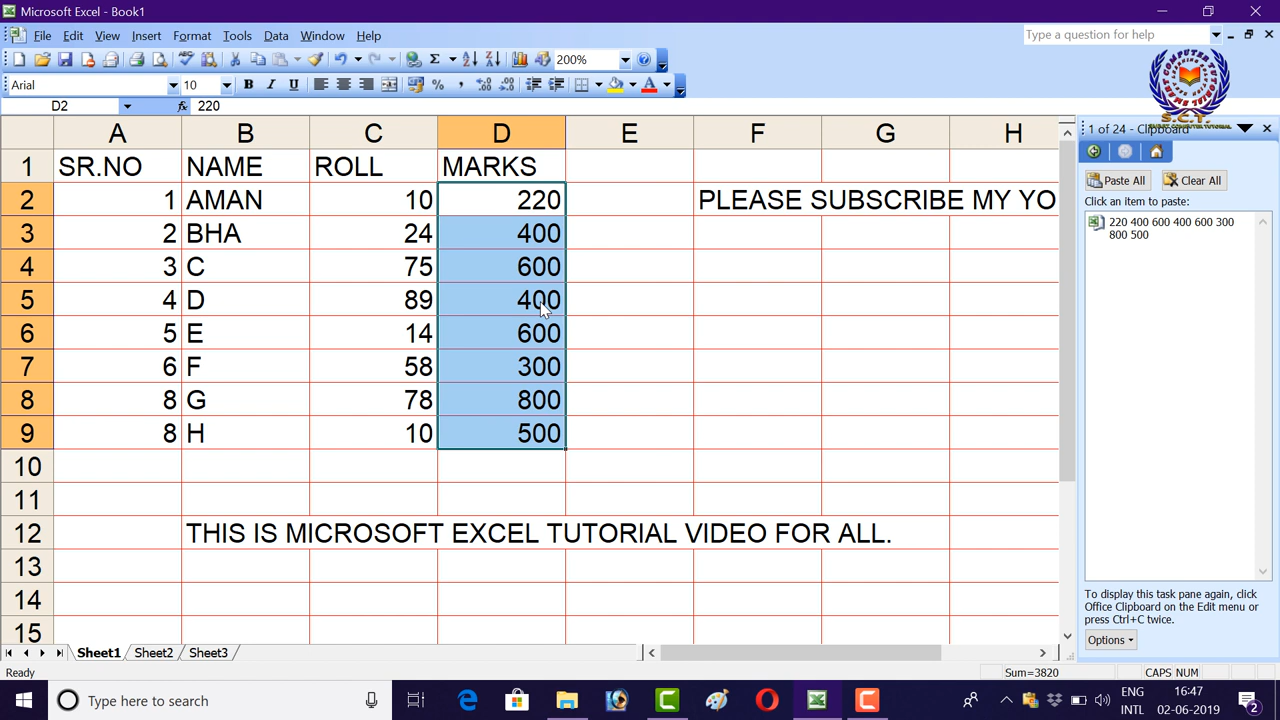 Microsoft Excel - Book1
File Edit View Insert Format Tools Data Window Help
Type a question for help
200%
Arial 10 B I U
D2 fx 220
1 of 24 - Clipboard
Paste All Clear All
Click an item to paste:
220 400 600 400 600 300
800 500
A B C D E F G H
1 SR.NO NAME ROLL MARKS
2 1 AMAN 10 220 PLEASE SUBSCRIBE MY YO
3 2 BHA 24 400
4 3 C 75 600
5 4 D 89 400
6 5 E 14 600
7 6 F 58 300
8 8 G 78 800
9 8 H 10 500
10
11
12 THIS IS MICROSOFT EXCEL TUTORIAL VIDEO FOR ALL.
13
14
15
To display this task pane again, click
Office Clipboard on the Edit menu or
press Ctrl+C twice.
Options
Sheet1 Sheet2 Sheet3
Ready Sum=3820 CAPS NUM
Type here to search
ENG 16:47
INTL 02-06-2019 2
S.C.T.